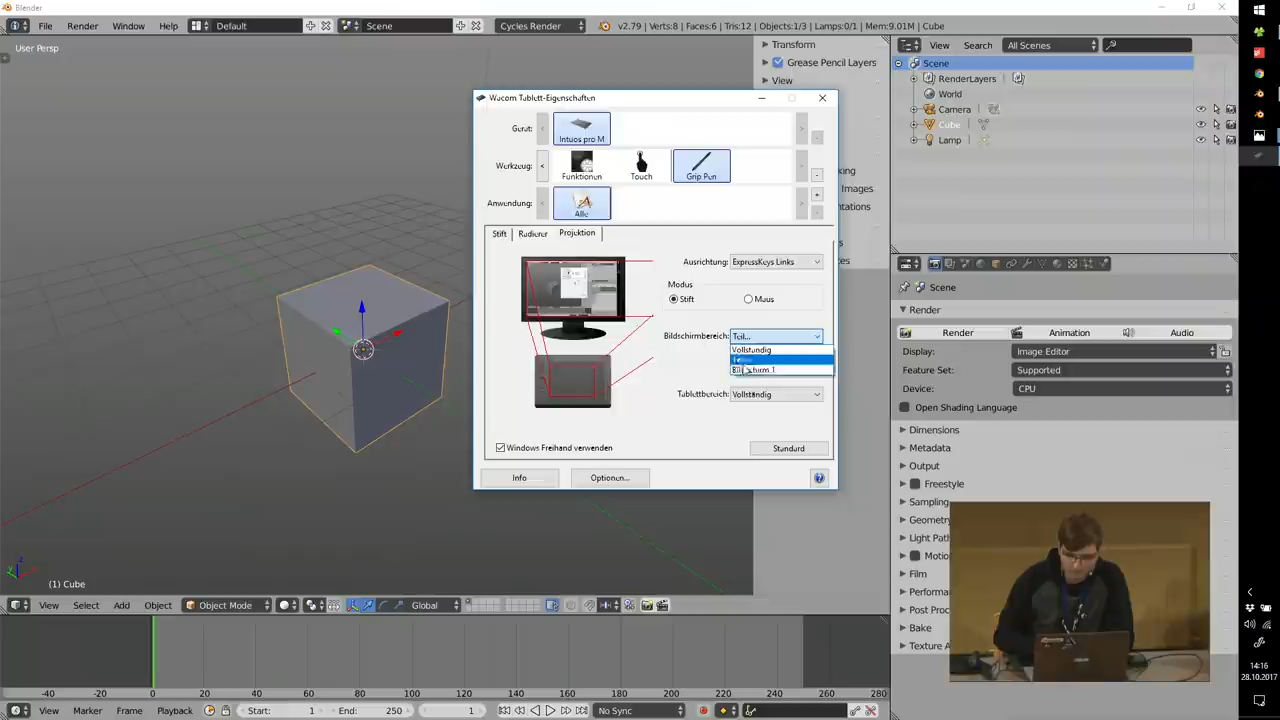 Blender
File Render Window Help Default Scene Cycles Render v2.79 | Verts:8 | Faces:6 | Tris:12 | Objects:1/3 | Lamps:0/1 | Mem:9.01M | Cube
User Persp
Transform
Grease Pencil Layers
View
View Search All Scenes
Scene
RenderLayers
World
Camera
Cube
Lamp
Wacom Tablett-Eigenschaften
Gerät: Intuos pro M
Werkzeug: Funktionen Touch Grip Pen
Anwendung: Alle
Stift Radierer Projektion
Ausrichtung: ExpressKeys Links
Modus
Stift Maus
Bildschirmbereich: Teil...
Vollständig
Bildschirm 1
Tablettbereich: Vollständig
Windows Freihand verwenden
Standard
Info Optionen...
Images
Scene
Render
Render Animation Audio
Display: Image Editor
Feature Set: Supported
Device: CPU
Open Shading Language
Dimensions
Metadata
Output
Freestyle
Sampling
Film
Bake
(1) Cube
View Select Add Object Object Mode Global
-40 -20 0 20 40 60 80 100 120 140 160 180 200 220 240 260 280
View Marker Frame Playback Start: 1 End: 250 1 No Sync
14:16
28.10.2017